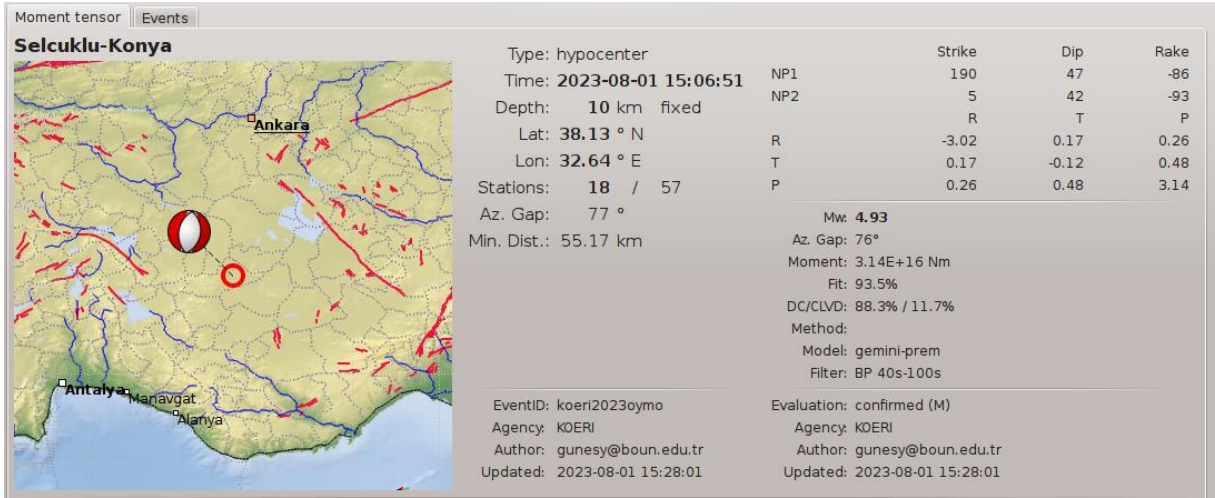 Moment tensor Events
Selcuklu-Konya
Ankara
Antalya
Manavgat
Alanya
36 N
Type: hypocenter
Time: 2023-08-01 15:06:51
Depth: 10 km fixed
Lat: 38.13 ° N
Lon: 32.64 ° E
Stations: 18 / 57
Az. Gap: 77 °
Min. Dist.: 55.17 km
Strike Dip Rake
NP1 190 47 -86
NP2 5 42 -93
R T P
R -3.02 0.17 0.26
T 0.17 -0.12 0.48
P 0.26 0.48 3.14
Mw: 4.93
Az. Gap: 76°
Moment: 3.14E+16 Nm
Fit: 93.5%
DC/CLVD: 88.3% / 11.7%
Method:
Model: gemini-prem
Filter: BP 40s-100s
EventID: koeri2023oymo
Agency: KOERI
Author: gunesy@boun.edu.tr
Updated: 2023-08-01 15:28:01
Evaluation: confirmed (M)
Agency: KOERI
Author: gunesy@boun.edu.tr
Updated: 2023-08-01 15:28:01